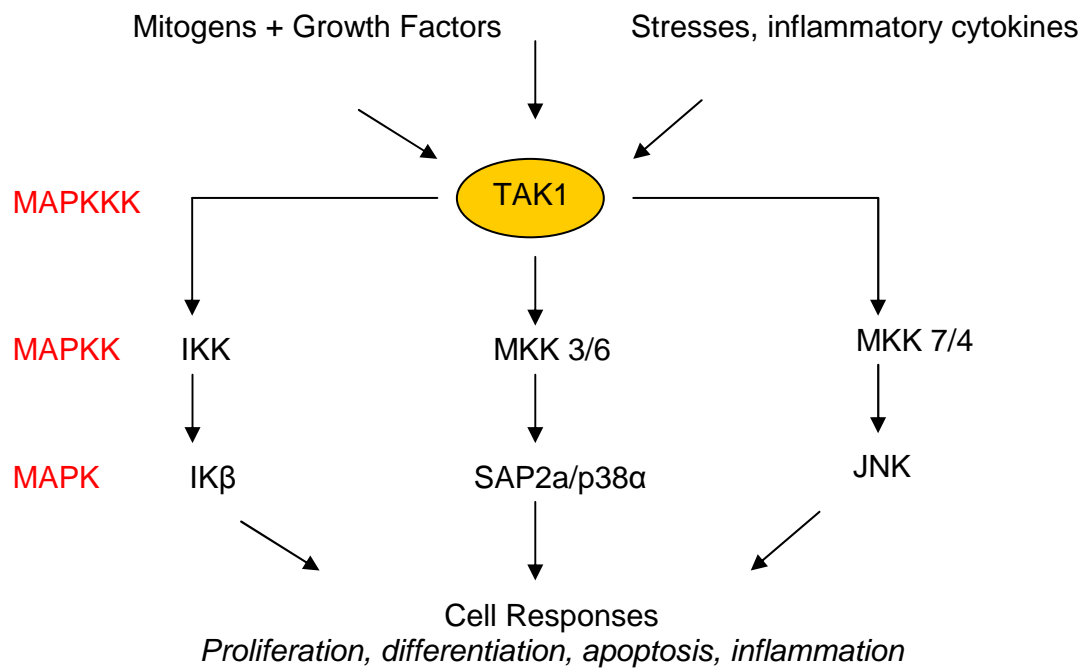 Mitogens + Growth Factors
Stresses, inflammatory cytokines
TAK1
MAPKKK
MAPKK
IKK
MKK 3/6
MKK 7/4
MAPK
IKβ
SAP2a/p38α
JNK
Cell Responses
Proliferation, differentiation, apoptosis, inflammation